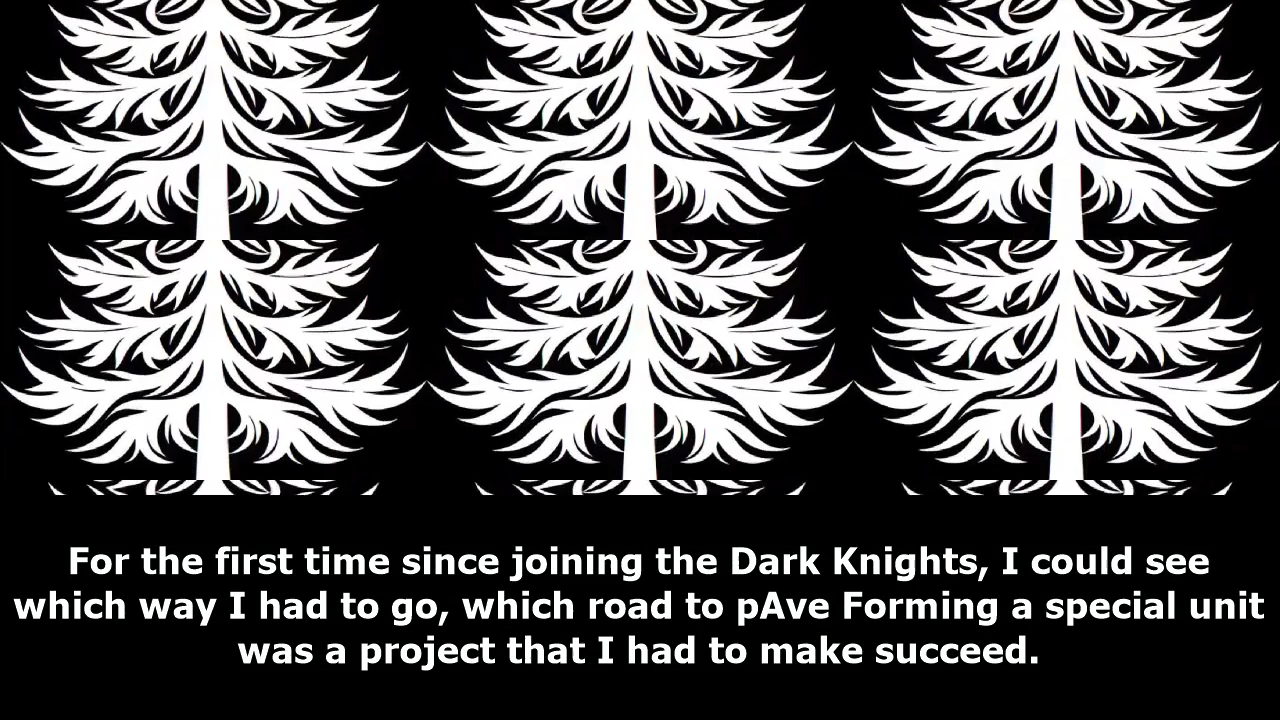 For the first time since joining the Dark Knights, I could see
which way I had to go, which road to pAve Forming a special unit
was a project that I had to make succeed.